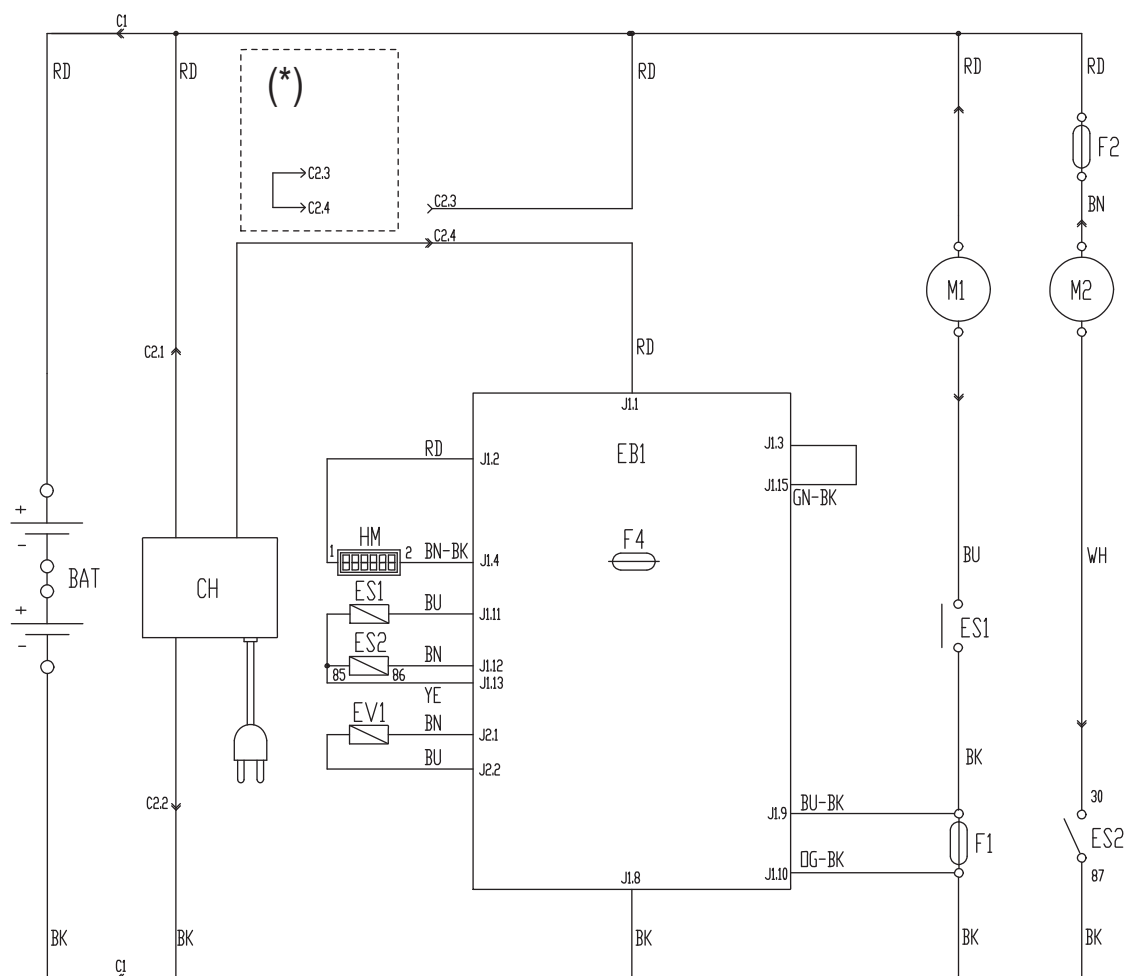 C1
RD
RD
(*)
RD
RD
RD
F2
C2.3
C2.4
C2.3
BN
C2.4
M1
M2
C2.1
RD
J1.1
RD
J1.2
EB1
J1.3
J1.15
GN-BK
+
-
HM
1
2
BN-BK
J1.4
F4
BU
WH
BAT
CH
ES1
BU
J1.11
+
-
ES2
BN
J1.12
85
86
J1.13
YE
ES1
EV1
BN
J2.1
BU
J2.2
BK
C2.2
BU-BK
J1.9
30
F1
ES2
OG-BK
J1.10
87
J1.8
BK
BK
BK
BK
BK
C1